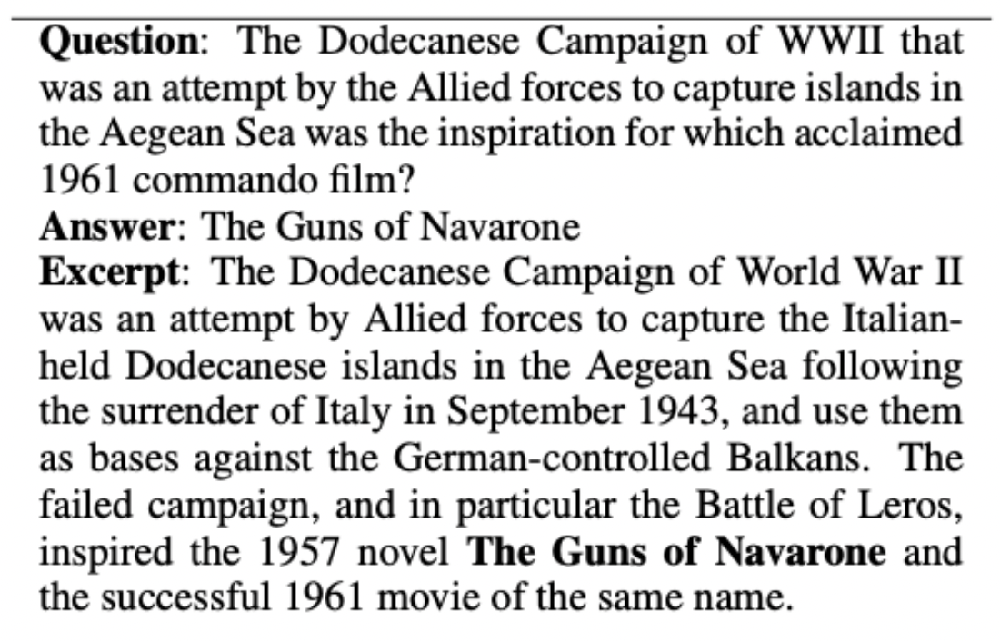 Question: The Dodecanese Campaign of WWII that
was an attempt by the Allied forces to capture islands in
the Aegean Sea was the inspiration for which acclaimed
1961 commando film?
Answer: The Guns of Navarone
Excerpt: The Dodecanese Campaign of World War II
was an attempt by Allied forces to capture the Italian-
held Dodecanese islands in the Aegean Sea following
the surrender of Italy in September 1943, and use them
as bases against the German-controlled Balkans. The
failed campaign, and in particular the Battle of Leros,
inspired the 1957 novel The Guns of Navarone and
the successful 1961 movie of the same name.